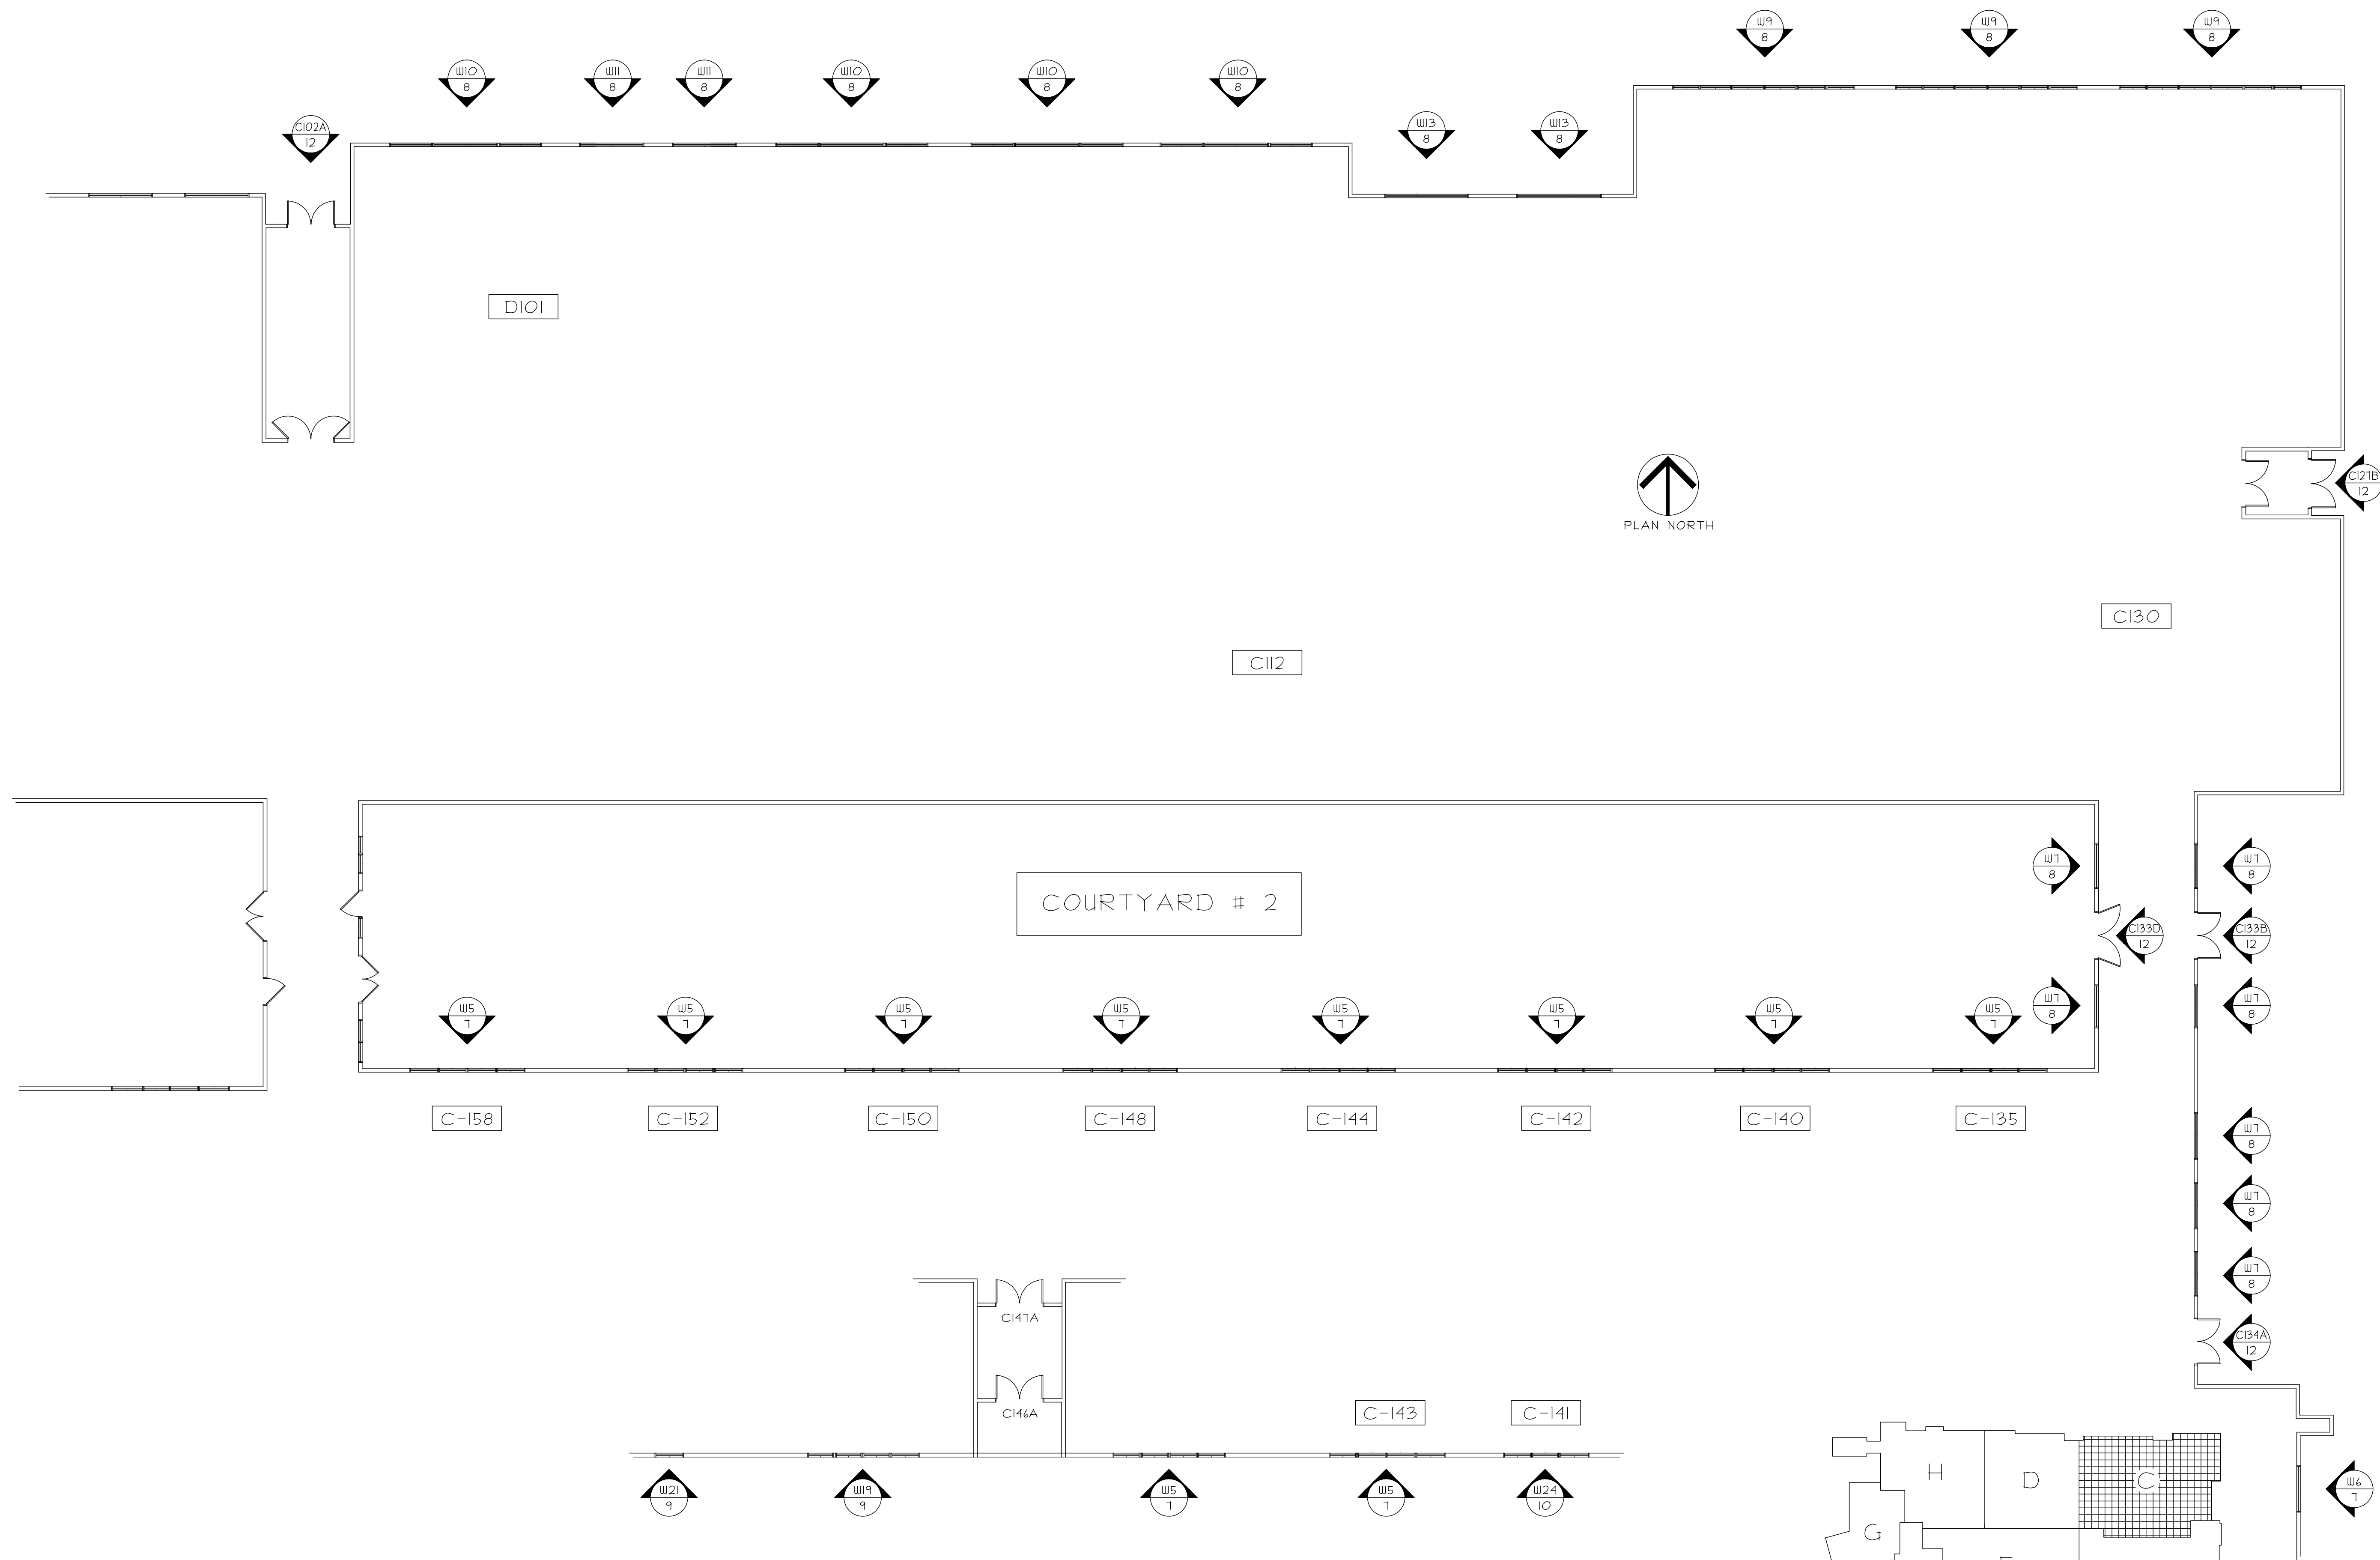 W9 W9 W9
8 8 8
W10 W11 W11 W10 W10 W10
8 8 8 8 8 8
C102A
12
W13 W13
8 8
D101
C127B
12
PLAN NORTH
C130
C112
W7 W7
8 8
COURTYARD # 2
C133D C133B
12 12
W5 W5 W5 W5 W5 W5 W5 W5 W7 W7
7 7 7 7 7 7 7 7 8 8
C-158 C-152 C-150 C-148 C-144 C-142 C-140 C-135
W7
8
W7
8
W7
8
C147A
C134A
12
C146A
C-143 C-141
H D C
W21 W19 W5 W5 W24 W6
9 9 7 7 10 7
G